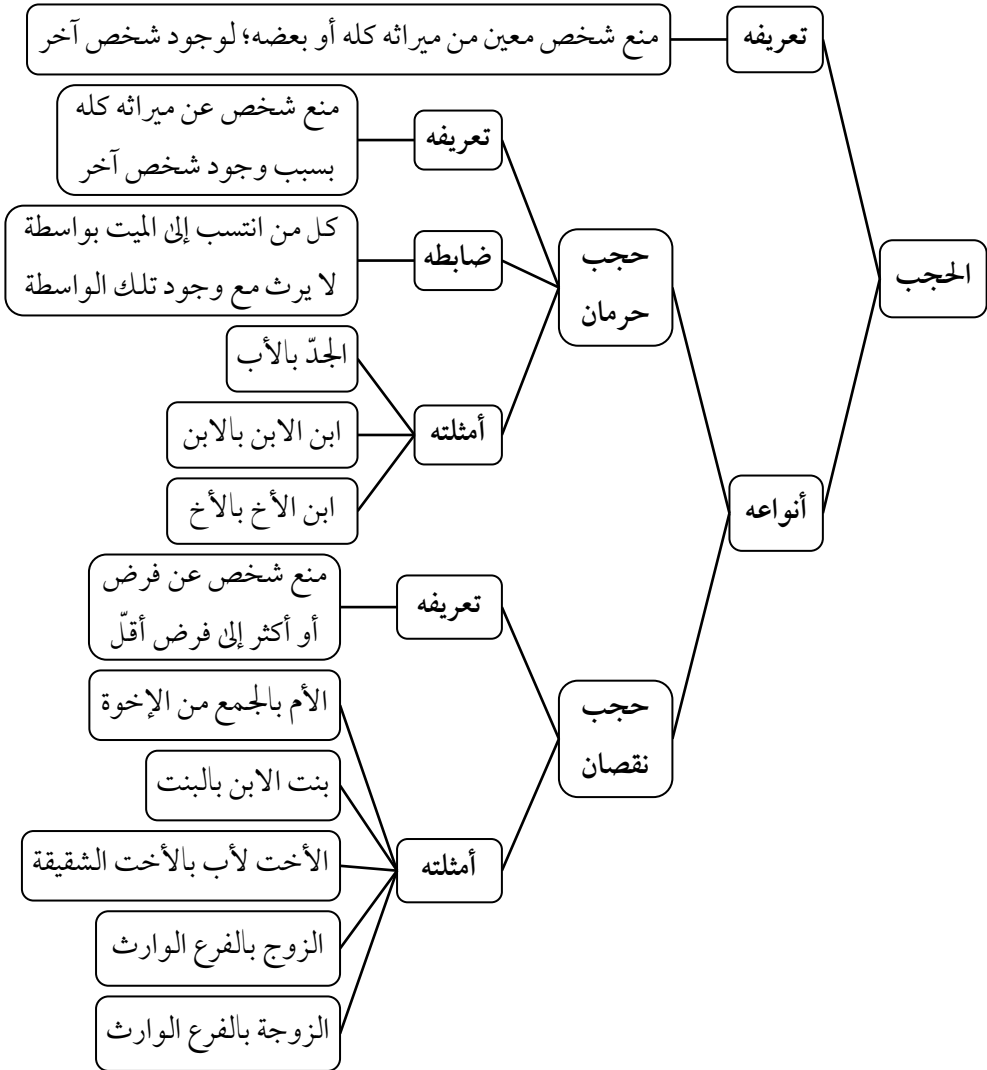 الحجب
تعريفه
منع شخص معين من ميراثه كله أو بعضه؛ لوجود شخص آخر
أنواعه
حجب
حرمان
تعريفه
منع شخص عن ميراثه كله
بسبب وجود شخص آخر
ضابطه
كل من انتسب إلى الميت بواسطة
لا يرث مع وجود تلك الواسطة
أمثلته
الجدّ بالأب
ابن الابن بالابن
ابن الأخ بالأخ
حجب
نقصان
تعريفه
منع شخص عن فرض
أو أكثر إلى فرض أقلّ
أمثلته
الأم بالجمع من الإخوة
بنت الابن بالبنت
الأخت لأب بالأخت الشقيقة
الزوج بالفرع الوارث
الزوجة بالفرع الوارث